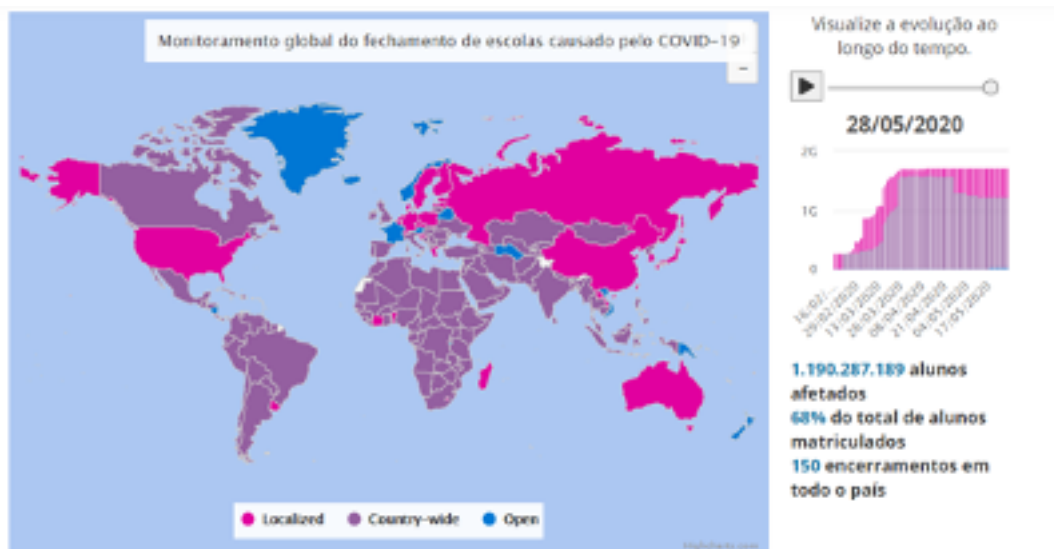 Monitoramento global do fechamento de escolas causado pelo COVID-19
−
Localized
Country-wide
Open
Visualize a evolução ao
longo do tempo.
28/05/2020
2G
1G
0
16/02/...
29/02/2020
13/03/2020
28/03/2020
08/04/2020
21/04/2020
04/05/2020
17/05/2020
1.190.287.189 alunos
afetados
68% do total de alunos
matriculados
150 encerramentos em
todo o país